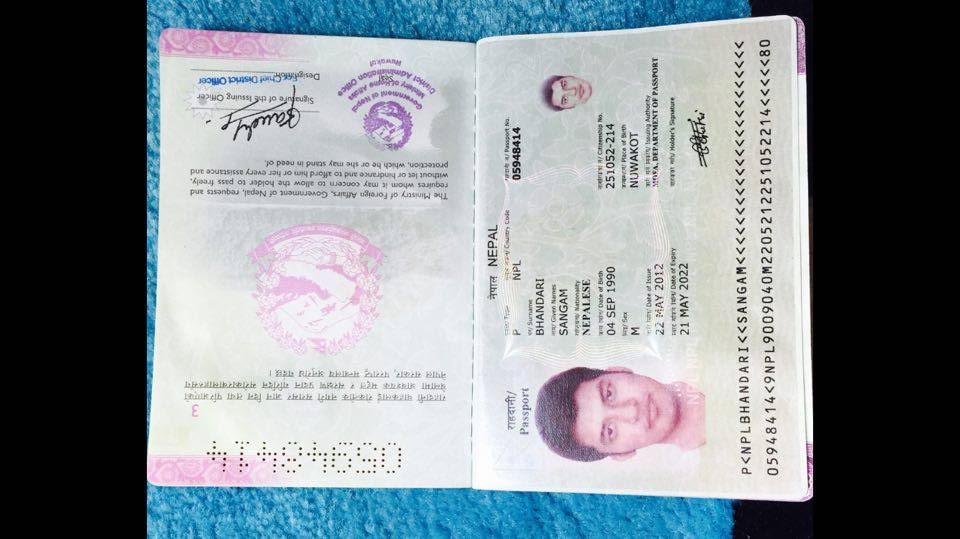 राहदानी/
Passport
नेपाल NEPAL
P
NPL
Country Code
Passport No.
05948414
Surname
BHANDARI
Given Names
SANGAM
Nationality
NEPALESE
Date of Birth
04 SEP 1990
Citizenship No.
251052-214
Sex
M
Place of Birth
NUWAKOT
Date of Issue
22 MAY 2012
Issuing Authority
MOFA, DEPARTMENT OF PASSPORT
Date of Expiry
21 MAY 2022
Holder's Signature
P<NPLBHANDARI<<SANGAM<<<<<<<<<<<<<<<<<<<<<<<
05948414<9NPL9009040M2205212251052214<<<<<80
The Ministry of Foreign Affairs, Government of Nepal, requests and
requires whom it may concern to allow the holder to pass freely,
without let or hindrance and to afford him or her every assistance and
protection, which he or she may stand in need of.
Signature of the Issuing Officer
For Chief District Officer
Designation
Seal
Government of Nepal
Ministry of Home Affairs
District Administration Office
Nuwakot
3
05948414